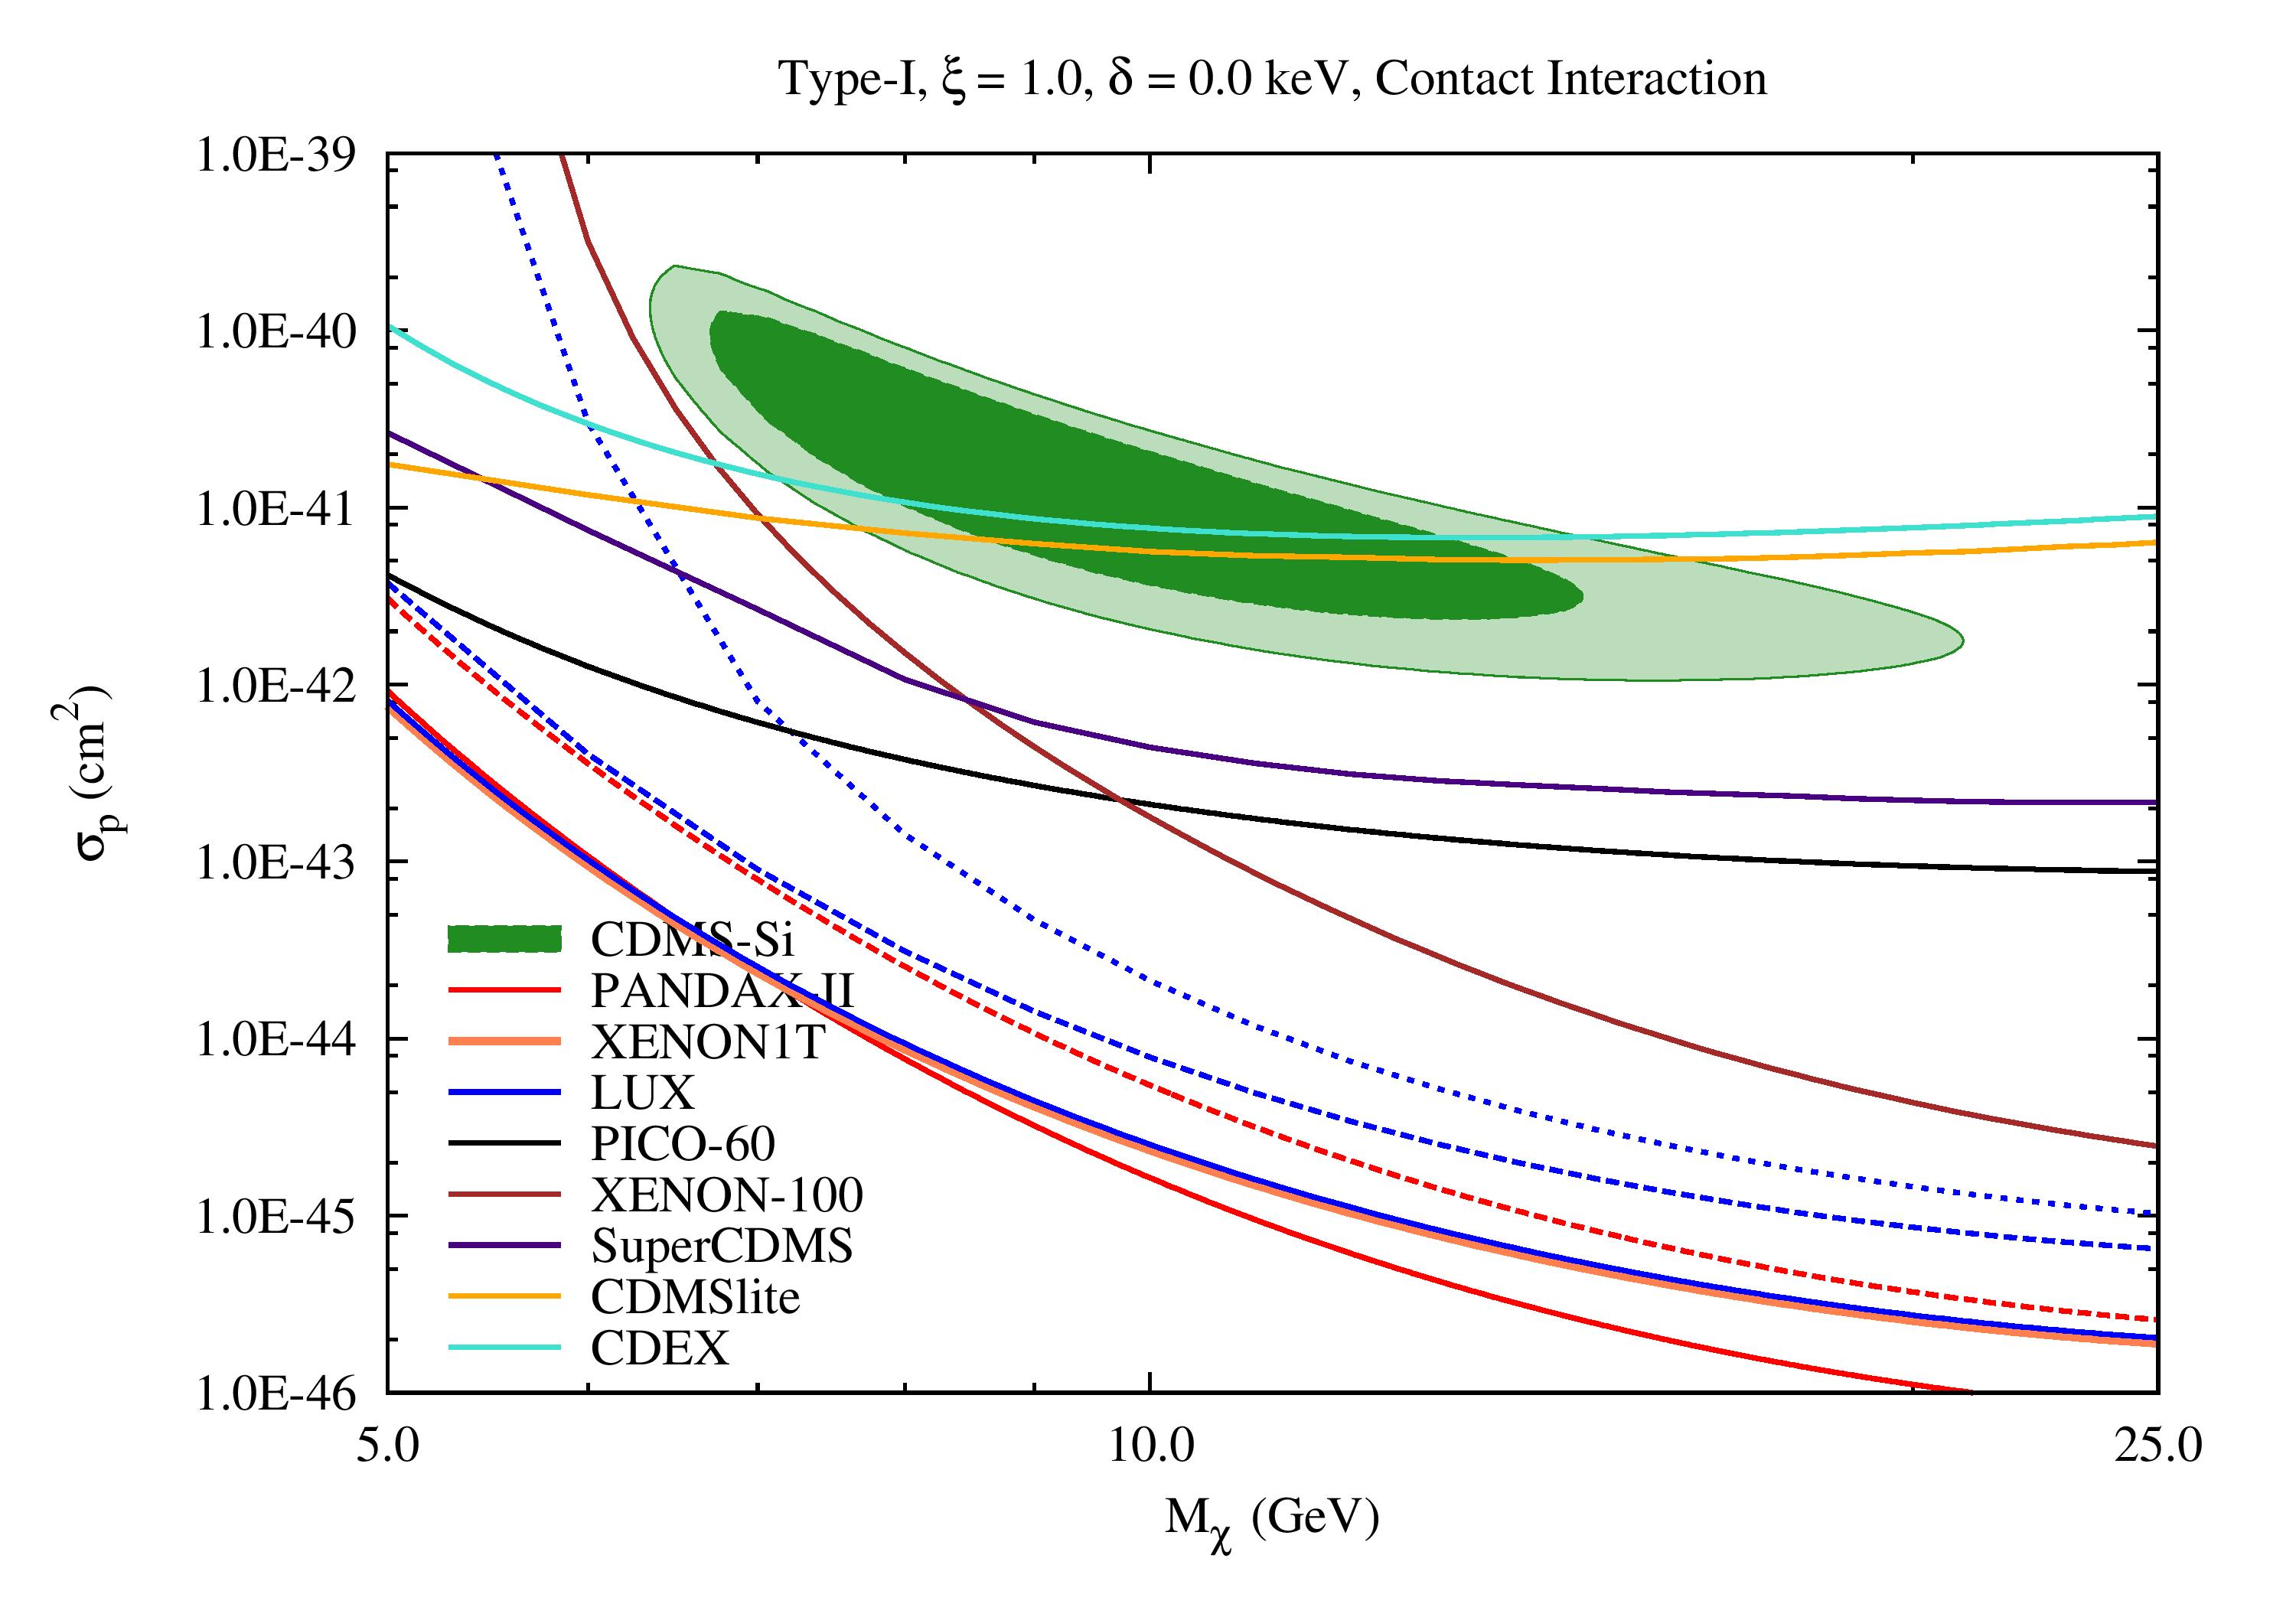 Type-I, ξ = 1.0, δ = 0.0 keV, Contact Interaction
1.0E-39
1.0E-40
1.0E-41
1.0E-42
1.0E-43
1.0E-44
1.0E-45
1.0E-46
σp (cm2)
CDMS-Si
PANDAX-II
XENON1T
LUX
PICO-60
XENON-100
SuperCDMS
CDMSlite
CDEX
5.0 10.0 25.0
Mχ (GeV)